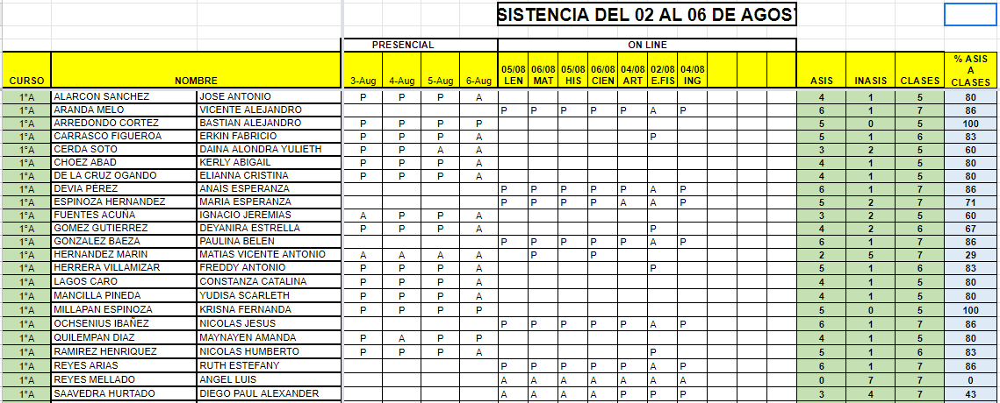 SISTENCIA DEL 02 AL 06 DE AGOS
PRESENCIAL ON LINE
CURSO NOMBRE 3-Aug 4-Aug 5-Aug 6-Aug 05/08 LEN 06/08 MAT 05/08 HIS 06/08 CIEN 04/08 ART 02/08 E.FIS 04/08 ING ASIS INASIS CLASES % ASIS A CLASES
1°A ALARCON SANCHEZ JOSE ANTONIO P P P A 4 1 5 80
1°A ARANDA MELO VICENTE ALEJANDRO P P P P P A P 6 1 7 86
1°A ARREDONDO CORTEZ BASTIAN ALEJANDRO P P P P 5 0 5 100
1°A CARRASCO FIGUEROA ERKIN FABRICIO P P P A P 5 1 6 83
1°A CERDA SOTO DAINA ALONDRA YULIETH P P A A 3 2 5 60
1°A CHOEZ ABAD KERLY ABIGAIL P P P A 4 1 5 80
1°A DE LA CRUZ OGANDO ELIANNA CRISTINA P P P A 4 1 5 80
1°A DEVIA PÉREZ ANAIS ESPERANZA P P P P P A P 6 1 7 86
1°A ESPINOZA HERNANDEZ MARIA ESPERANZA P P P P A A P 5 2 7 71
1°A FUENTES ACUÑA IGNACIO JEREMIAS A P P A 3 2 5 60
1°A GOMEZ GUTIERREZ DEYANIRA ESTRELLA A P P A P 4 2 6 67
1°A GONZALEZ BAEZA PAULINA BELEN P P P P P A P 6 1 7 86
1°A HERNANDEZ MARIN MATIAS VICENTE ANTONIO A A A A P P 2 5 7 29
1°A HERRERA VILLAMIZAR FREDDY ANTONIO P P P A P 5 1 6 83
1°A LAGOS CARO CONSTANZA CATALINA P P P A 4 1 5 80
1°A MANCILLA PINEDA YUDISA SCARLETH P P P A 4 1 5 80
1°A MILLAPAN ESPINOZA KRISNA FERNANDA P P P P 5 0 5 100
1°A OCHSENIUS IBAÑEZ NICOLAS JESUS P P P P P A P 6 1 7 86
1°A QUILEMPAN DIAZ MAYNAYEN AMANDA P A P P 4 1 5 80
1°A RAMIREZ HENRIQUEZ NICOLAS HUMBERTO P P P A P 5 1 6 83
1°A REYES ARIAS RUTH ESTEFANY P P P P P A P 6 1 7 86
1°A REYES MELLADO ANGEL LUIS A A A A A A A 0 7 7 0
1°A SAAVEDRA HURTADO DIEGO PAUL ALEXANDER A A A A P P P 3 4 7 43